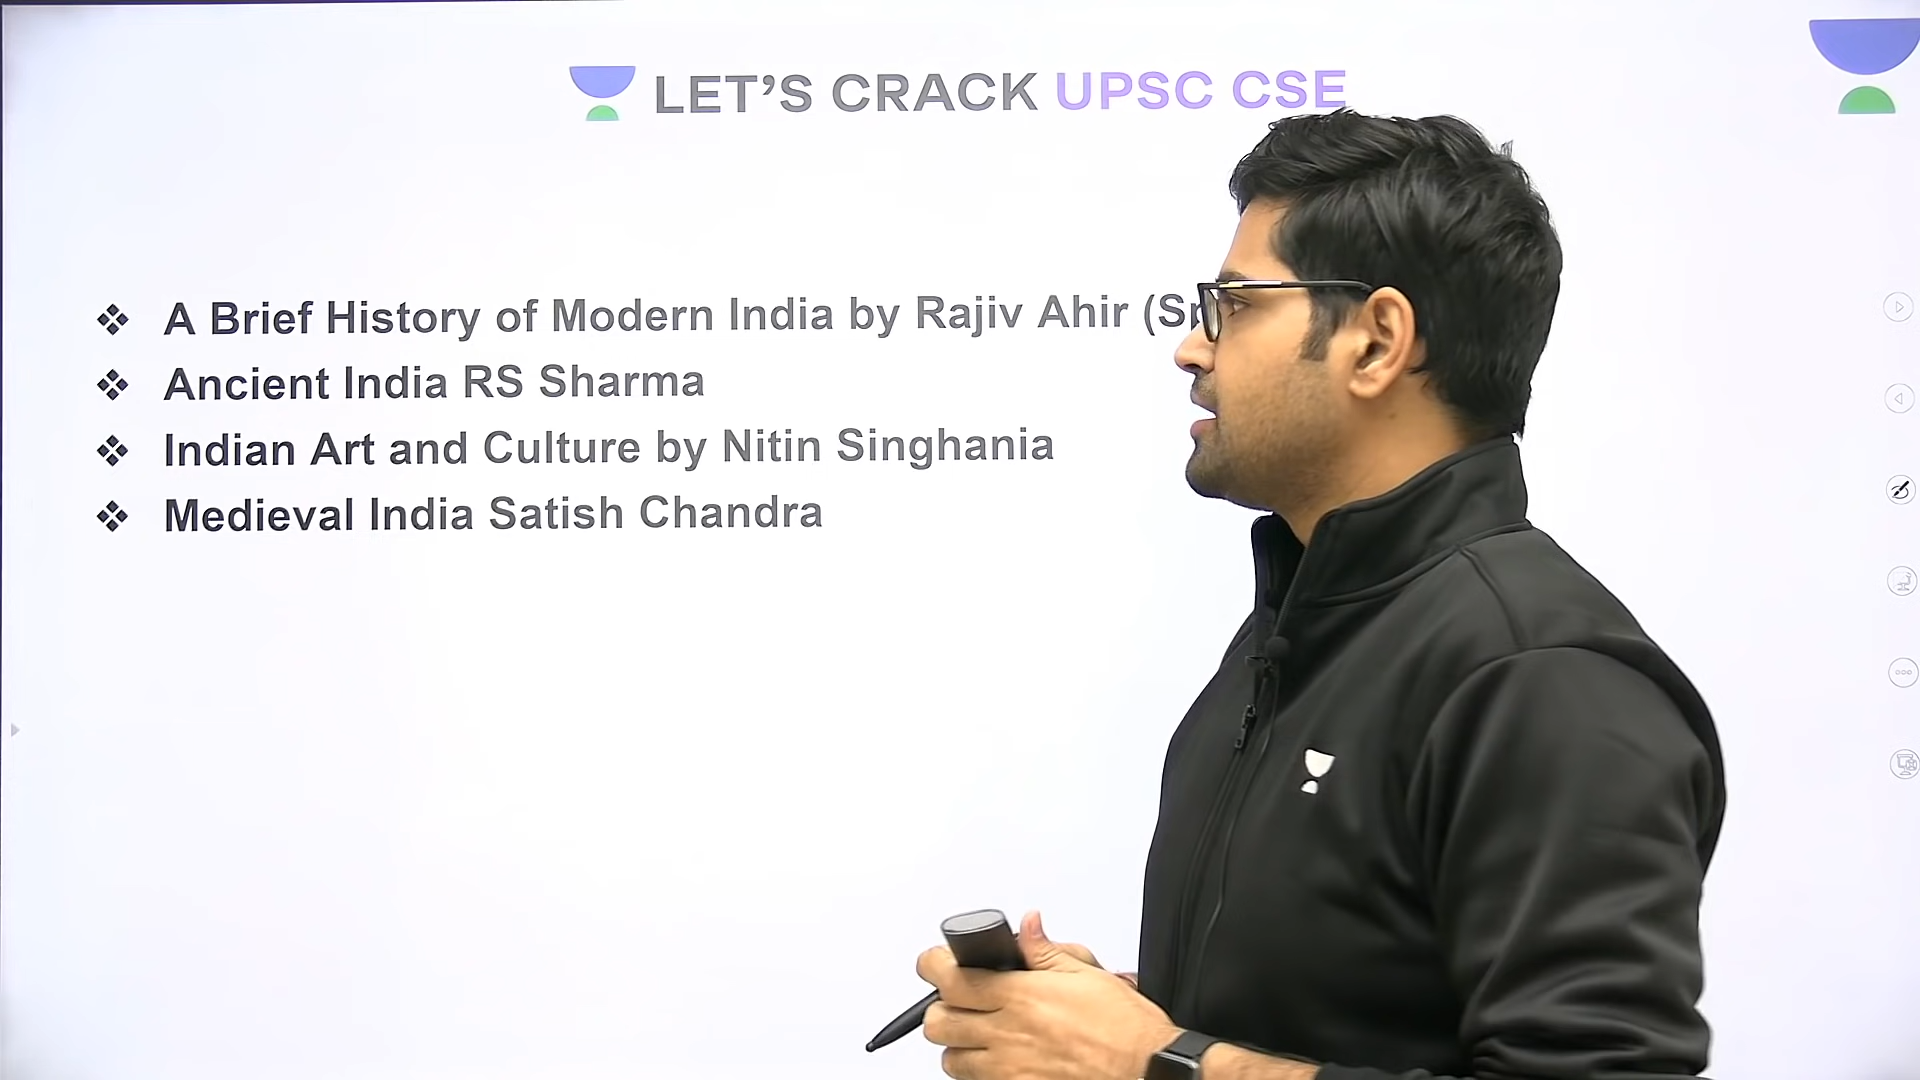 LET'S CRACK UPSC CSE
A Brief History of Modern India by Rajiv Ahir
Ancient India RS Sharma
Indian Art and Culture by Nitin Singhania
Medieval India Satish Chandra